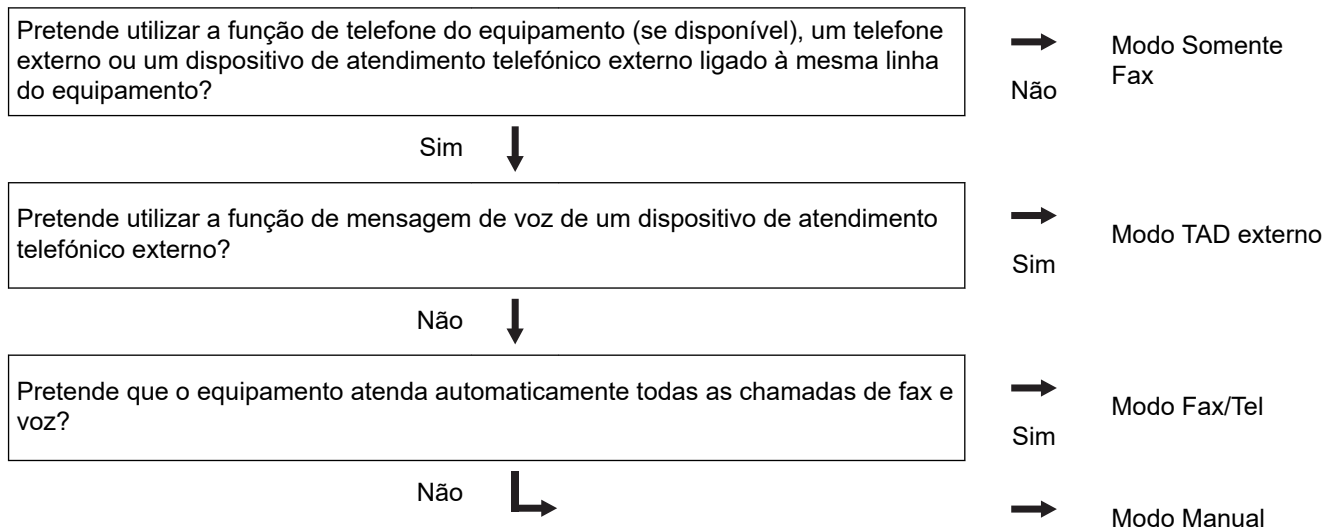 Pretende utilizar a função de telefone do equipamento (se disponível), um telefone
externo ou um dispositivo de atendimento telefónico externo ligado à mesma linha
do equipamento?
Não
Modo Somente
Fax
Sim
Pretende utilizar a função de mensagem de voz de um dispositivo de atendimento
telefónico externo?
Sim
Modo TAD externo
Não
Pretende que o equipamento atenda automaticamente todas as chamadas de fax e
voz?
Sim
Modo Fax/Tel
Não
Modo Manual